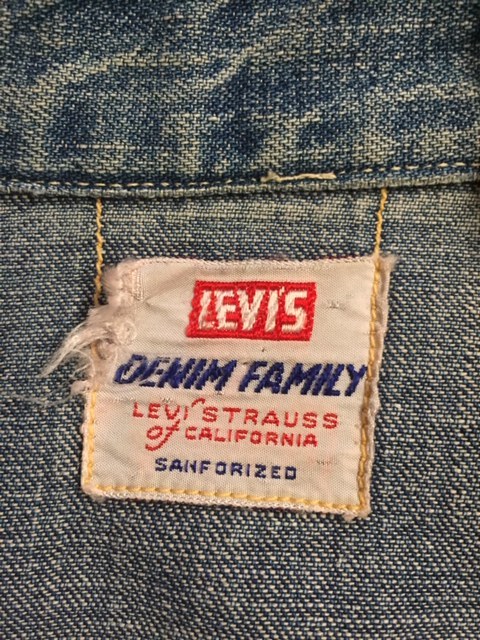 LEVI'S
DENIM FAMILY
LEVI STRAUSS
of CALIFORNIA
SANFORIZED